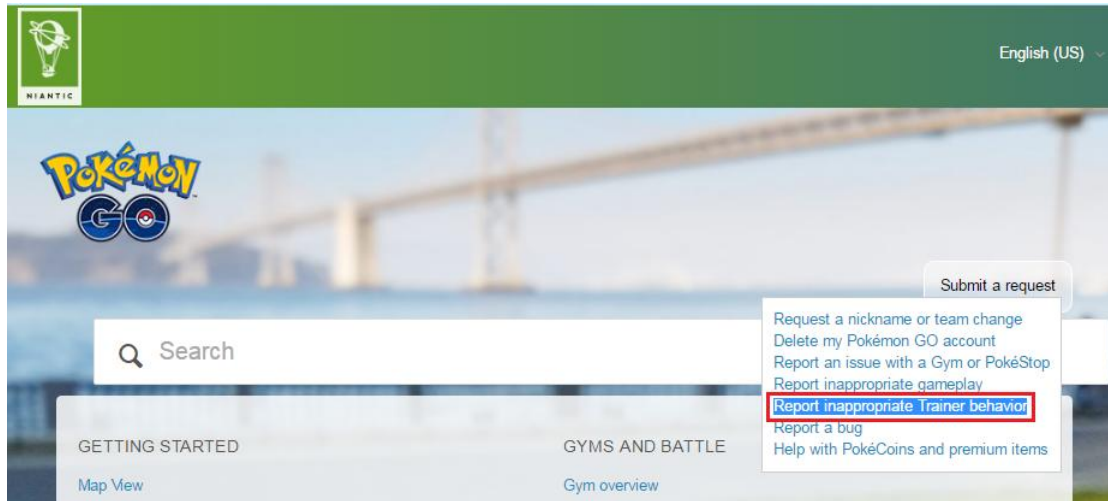 NIANTIC
English (US)
POKÉMON
GO
Submit a request
Search
Request a nickname or team change
Delete my Pokémon GO account
Report an issue with a Gym or PokéStop
Report inappropriate gameplay
Report inappropriate Trainer behavior
Report a bug
Help with PokéCoins and premium items
GETTING STARTED
Map View
GYMS AND BATTLE
Gym overview